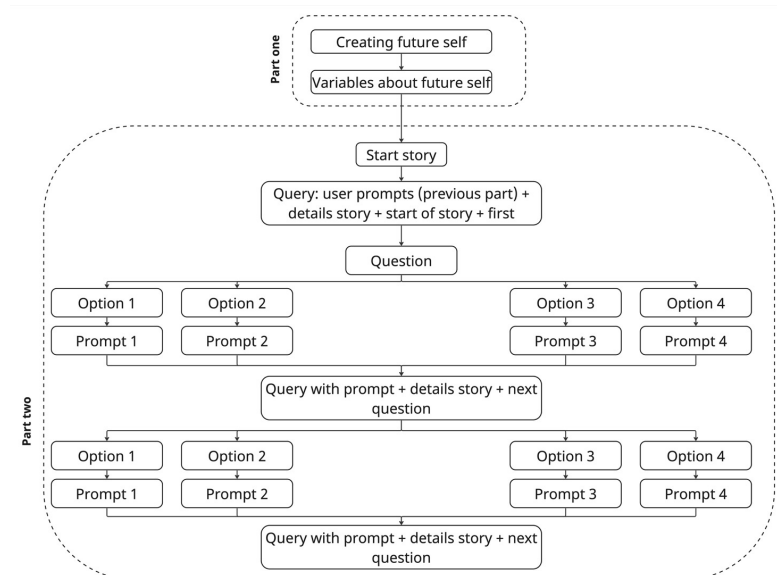 Part one
Creating future self
Variables about future self
Start story
Query: user prompts (previous part) +
details story + start of story + first
Question
Option 1
Option 2
Option 3
Option 4
Prompt 1
Prompt 2
Prompt 3
Prompt 4
Part two
Query with prompt + details story + next
question
Option 1
Option 2
Option 3
Option 4
Prompt 1
Prompt 2
Prompt 3
Prompt 4
Query with prompt + details story + next
question